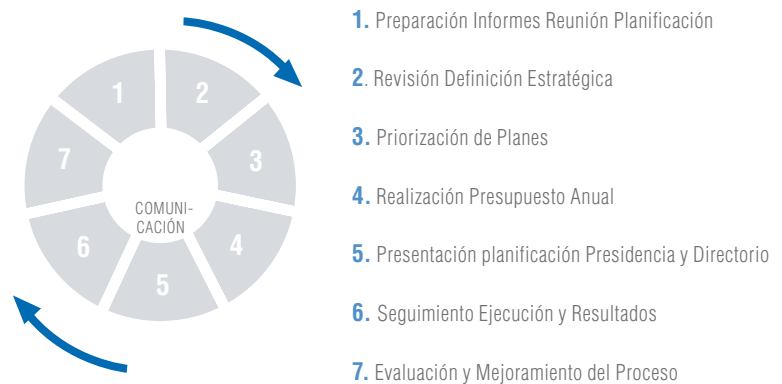 1
2
3
4
5
6
7
COMUNI-
CACIÓN
1. Preparación Informes Reunión Planificación
2. Revisión Definición Estratégica
3. Priorización de Planes
4. Realización Presupuesto Anual
5. Presentación planificación Presidencia y Directorio
6. Seguimiento Ejecución y Resultados
7. Evaluación y Mejoramiento del Proceso